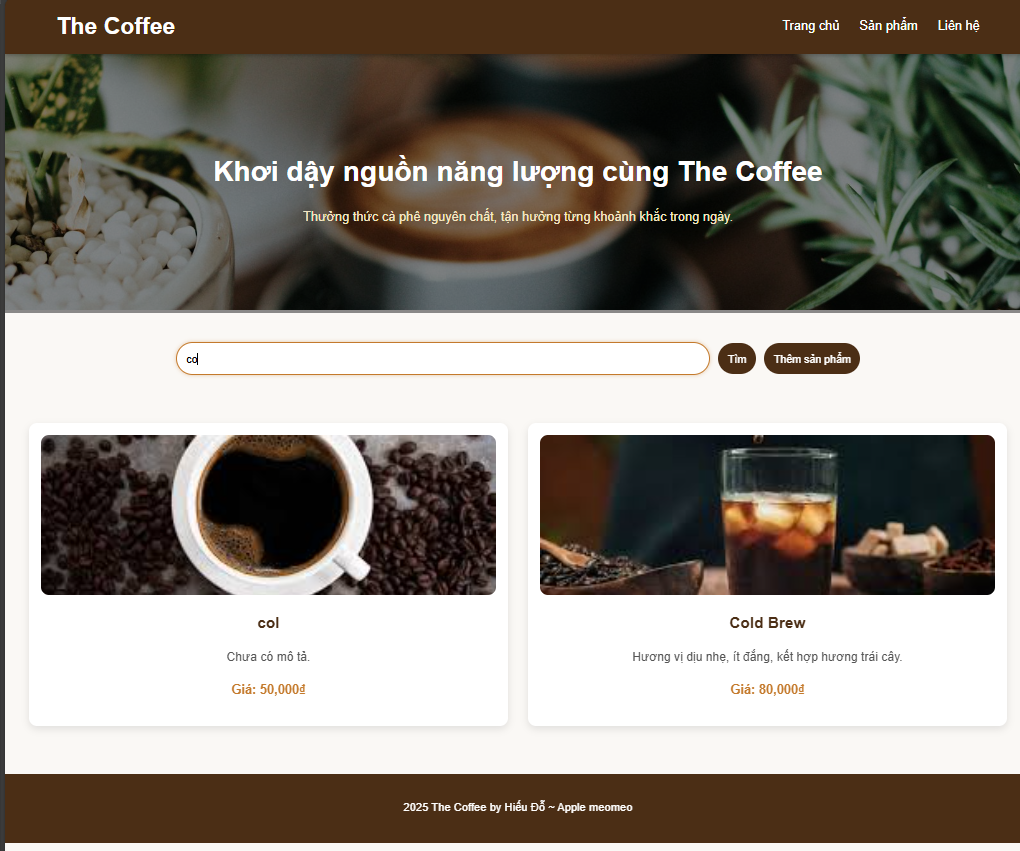 The Coffee
Trang chủ Sản phẩm Liên hệ
Khơi dậy nguồn năng lượng cùng The Coffee
Thưởng thức cà phê nguyên chất, tận hưởng từng khoảnh khắc trong ngày.
co
Tìm
Thêm sản phẩm
col
Chưa có mô tả.
Giá: 50,000₫
Cold Brew
Hương vị dịu nhẹ, ít đắng, kết hợp hương trái cây.
Giá: 80,000₫
2025 The Coffee by Hiếu Đỗ ~ Apple meomeo